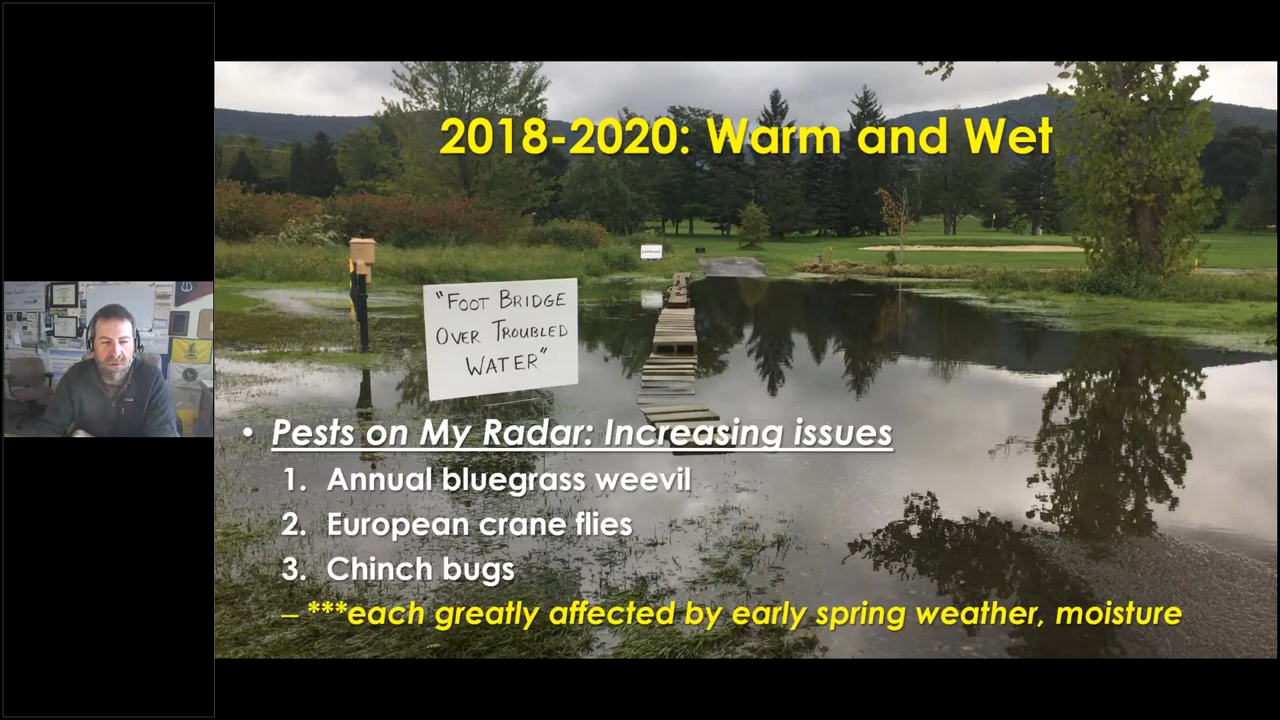 2018-2020: Warm and Wet
"FOOT BRIDGE
OVER TROUBLED
WATER"
• Pests on My Radar: Increasing issues
1. Annual bluegrass weevil
2. European crane flies
3. Chinch bugs
– ***each greatly affected by early spring weather, moisture